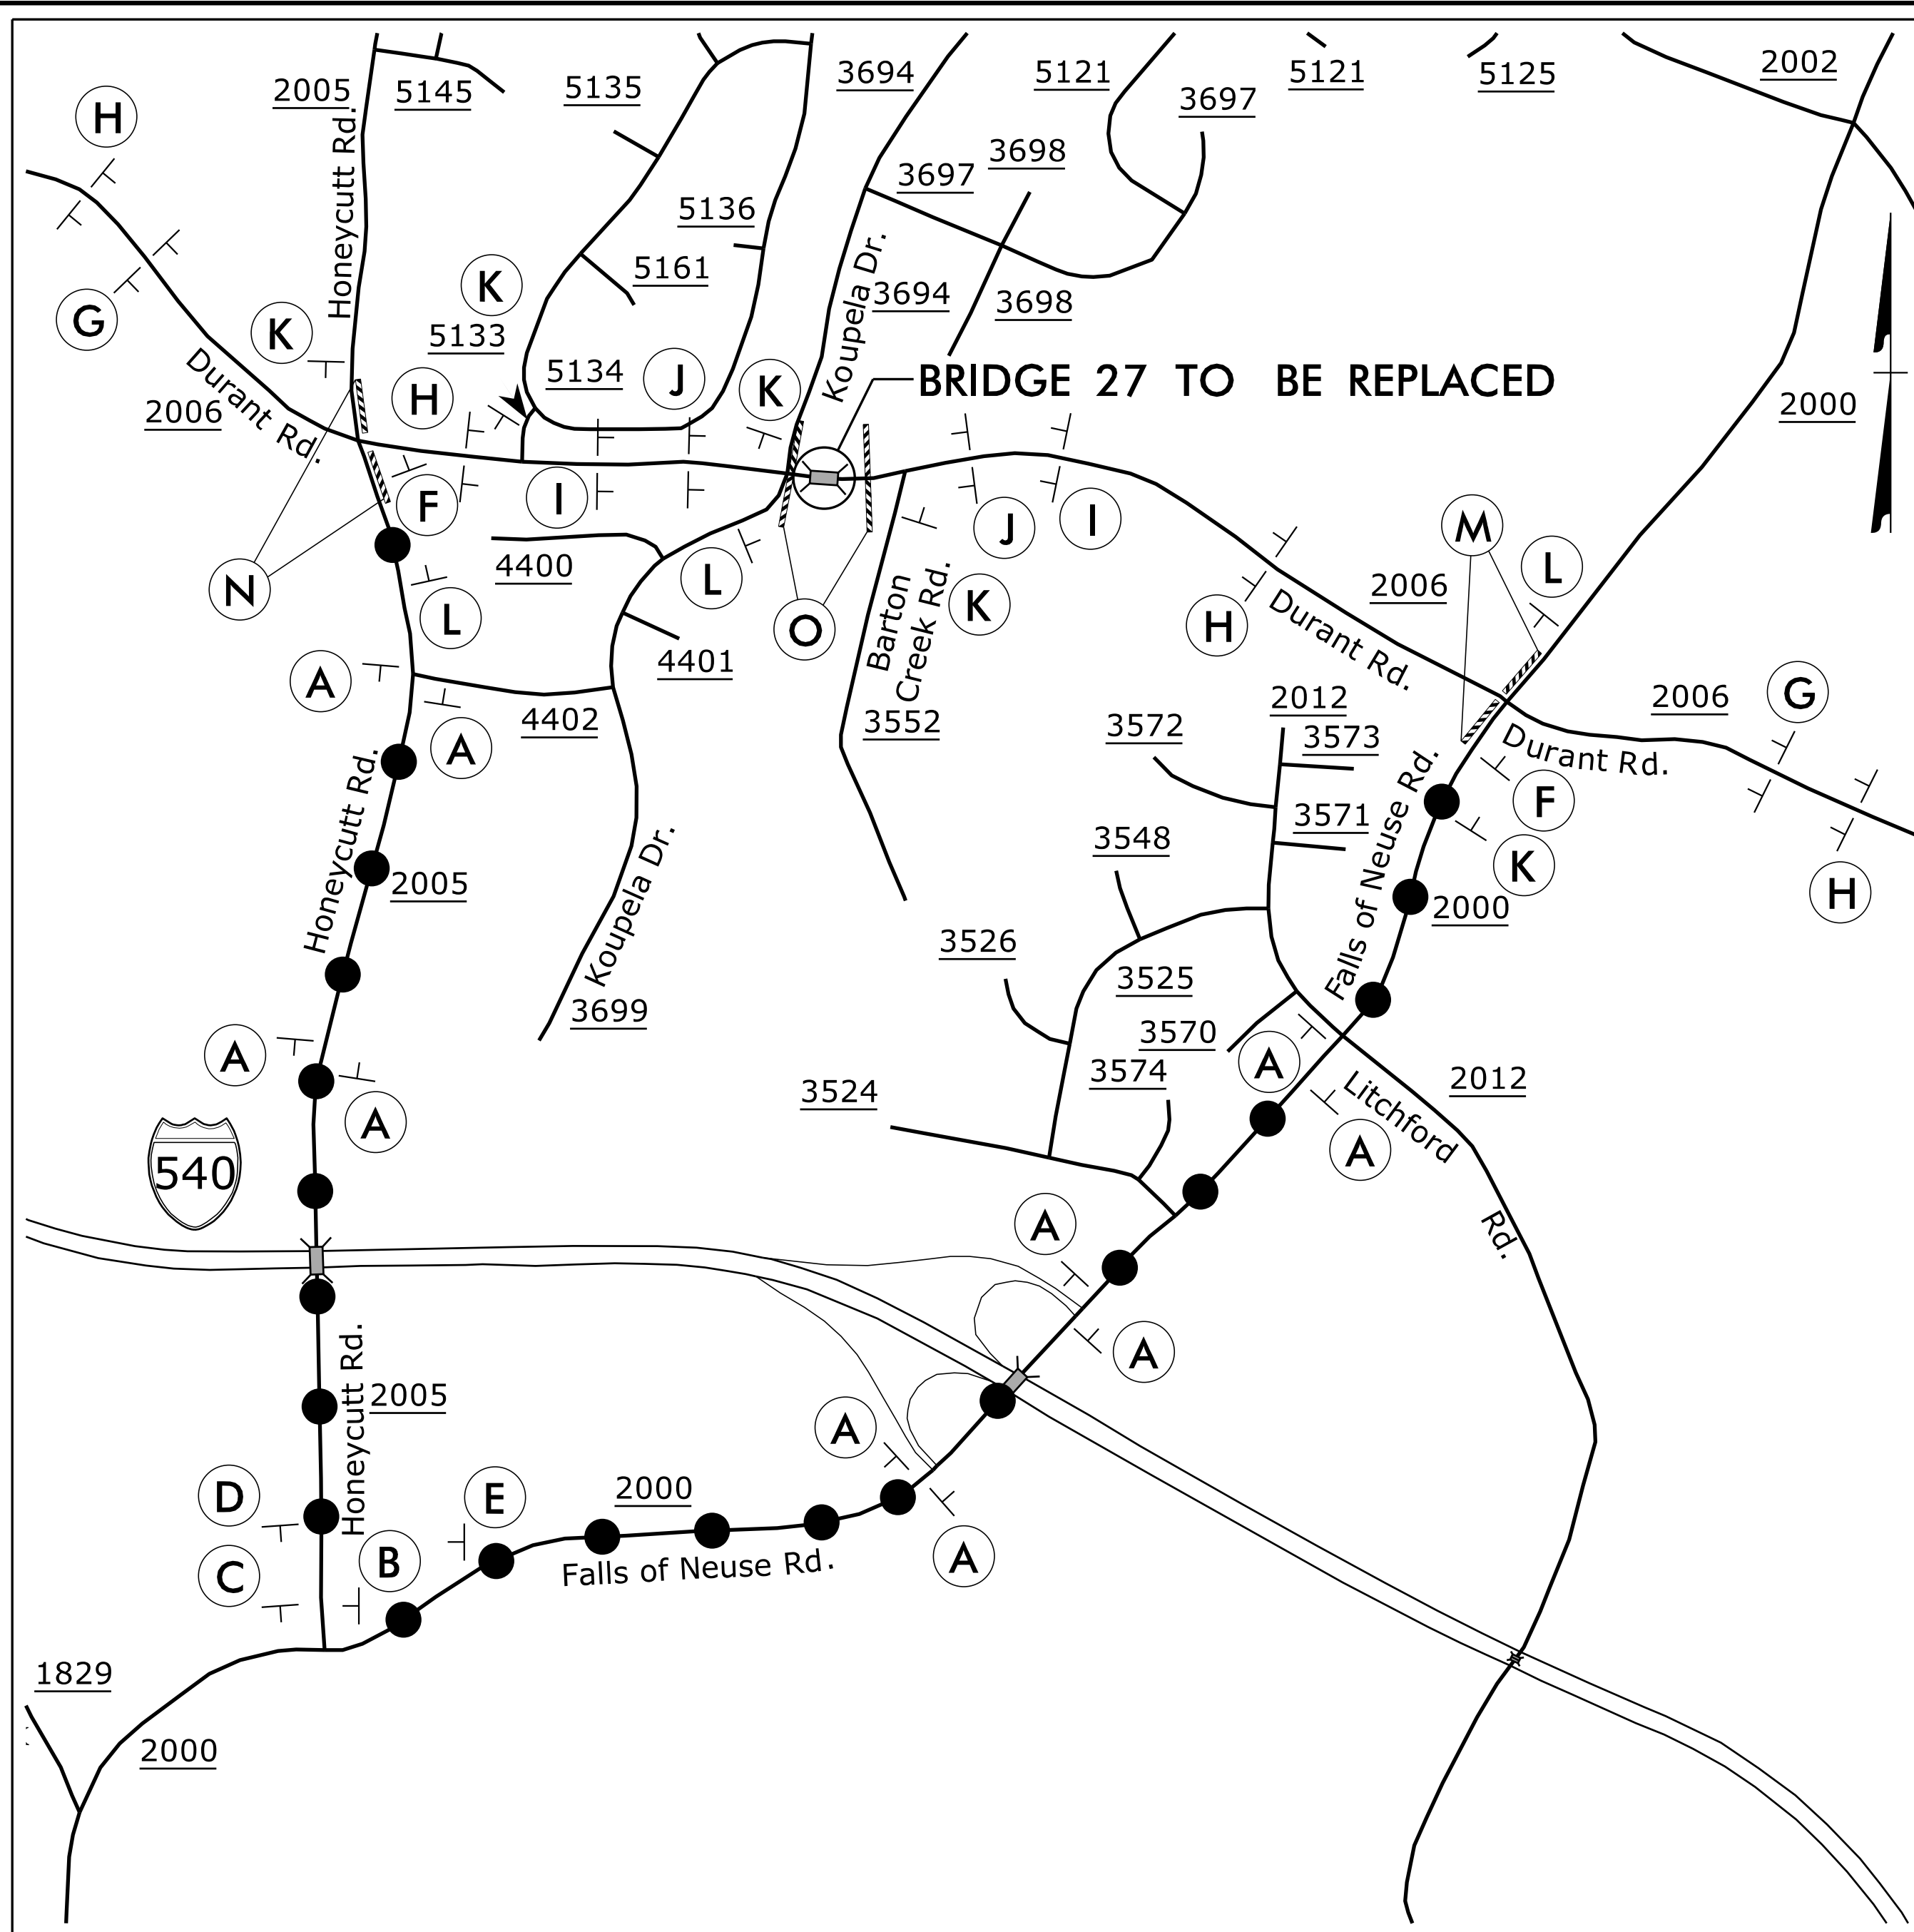 2005
5145
5135
3694
5121
5121
5125
2002
3697
H
Honeycutt Rd.
3698
3697
5136
Koupela Dr.
5161
3694
3698
K
G
K
5133
Durant Rd.
2006
H
5134
J
K
BRIDGE 27 TO BE REPLACED
2000
F
I
J
I
M
N
4400
L
L
O
Barton
Creek Rd.
K
H
2006
L
Durant Rd.
A
4401
A
4402
3552
2012
3572
3573
2006
G
Durant Rd.
Honeycutt Rd.
3571
F
3548
K
Falls of Neuse Rd.
2005
Koupela Dr.
H
2000
3526
3525
3699
3570
A
A
3574
2012
3524
Litchford
Rd.
A
A
540
A
A
Honeycutt Rd.
2005
A
D
E
2000
B
C
Falls of Neuse Rd.
A
1829
2000